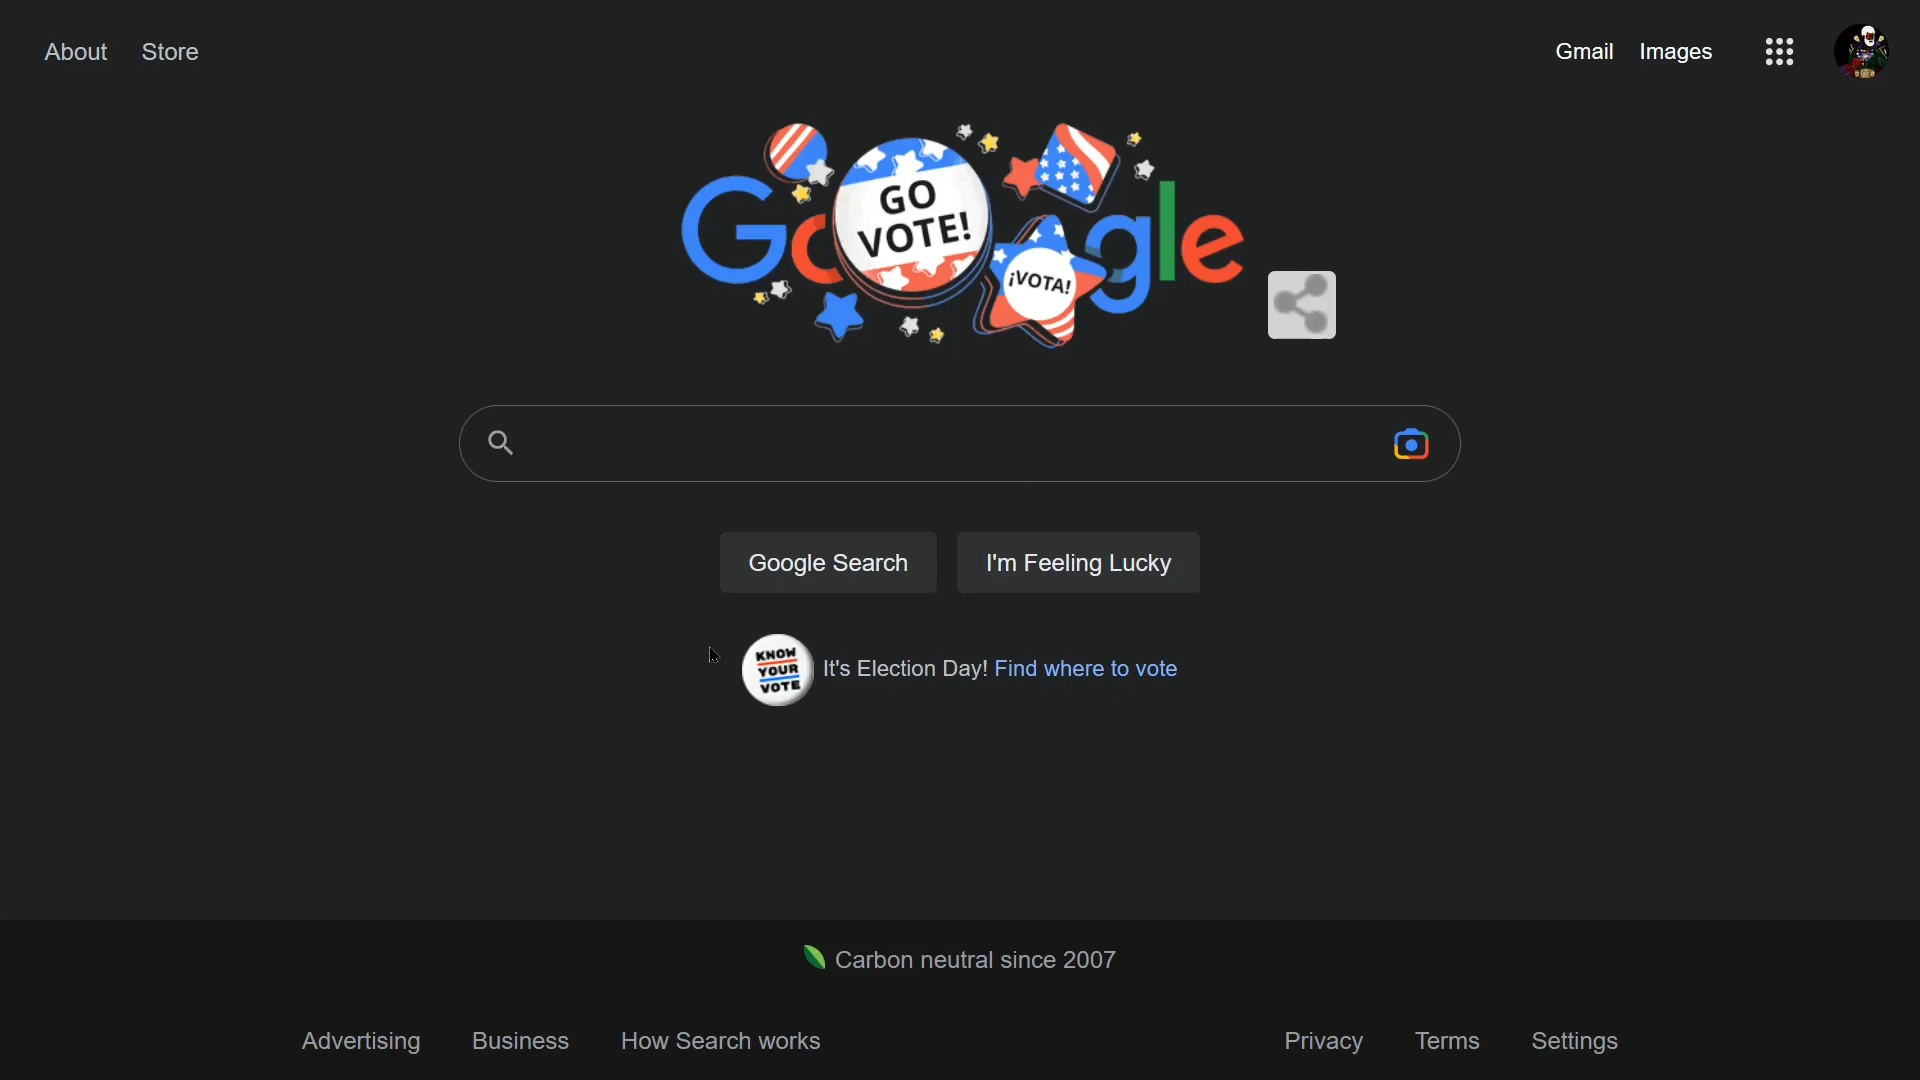 About Store
Gmail Images
Google
GO
VOTE!
¡VOTA!
Google Search
I'm Feeling Lucky
KNOW
YOUR
VOTE
It's Election Day! Find where to vote
Carbon neutral since 2007
Advertising Business How Search works
Privacy Terms Settings